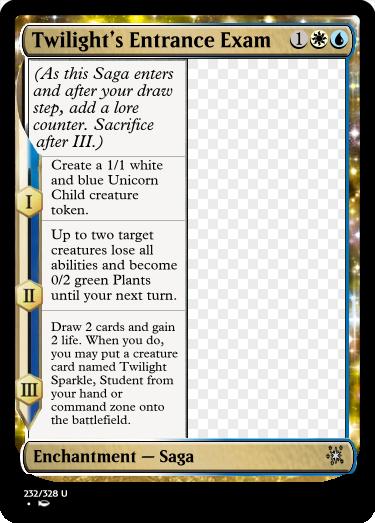 Twilight's Entrance Exam 1
(As this Saga enters
and after your draw
step, add a lore
counter. Sacrifice
after III.)
I
Create a 1/1 white
and blue Unicorn
Child creature
token.
II
Up to two target
creatures lose all
abilities and become
0/2 green Plants
until your next turn.
III
Draw 2 cards and gain
2 life. When you do,
you may put a creature
card named Twilight
Sparkle, Student from
your hand or
command zone onto
the battlefield.
Enchantment — Saga
232/328 U